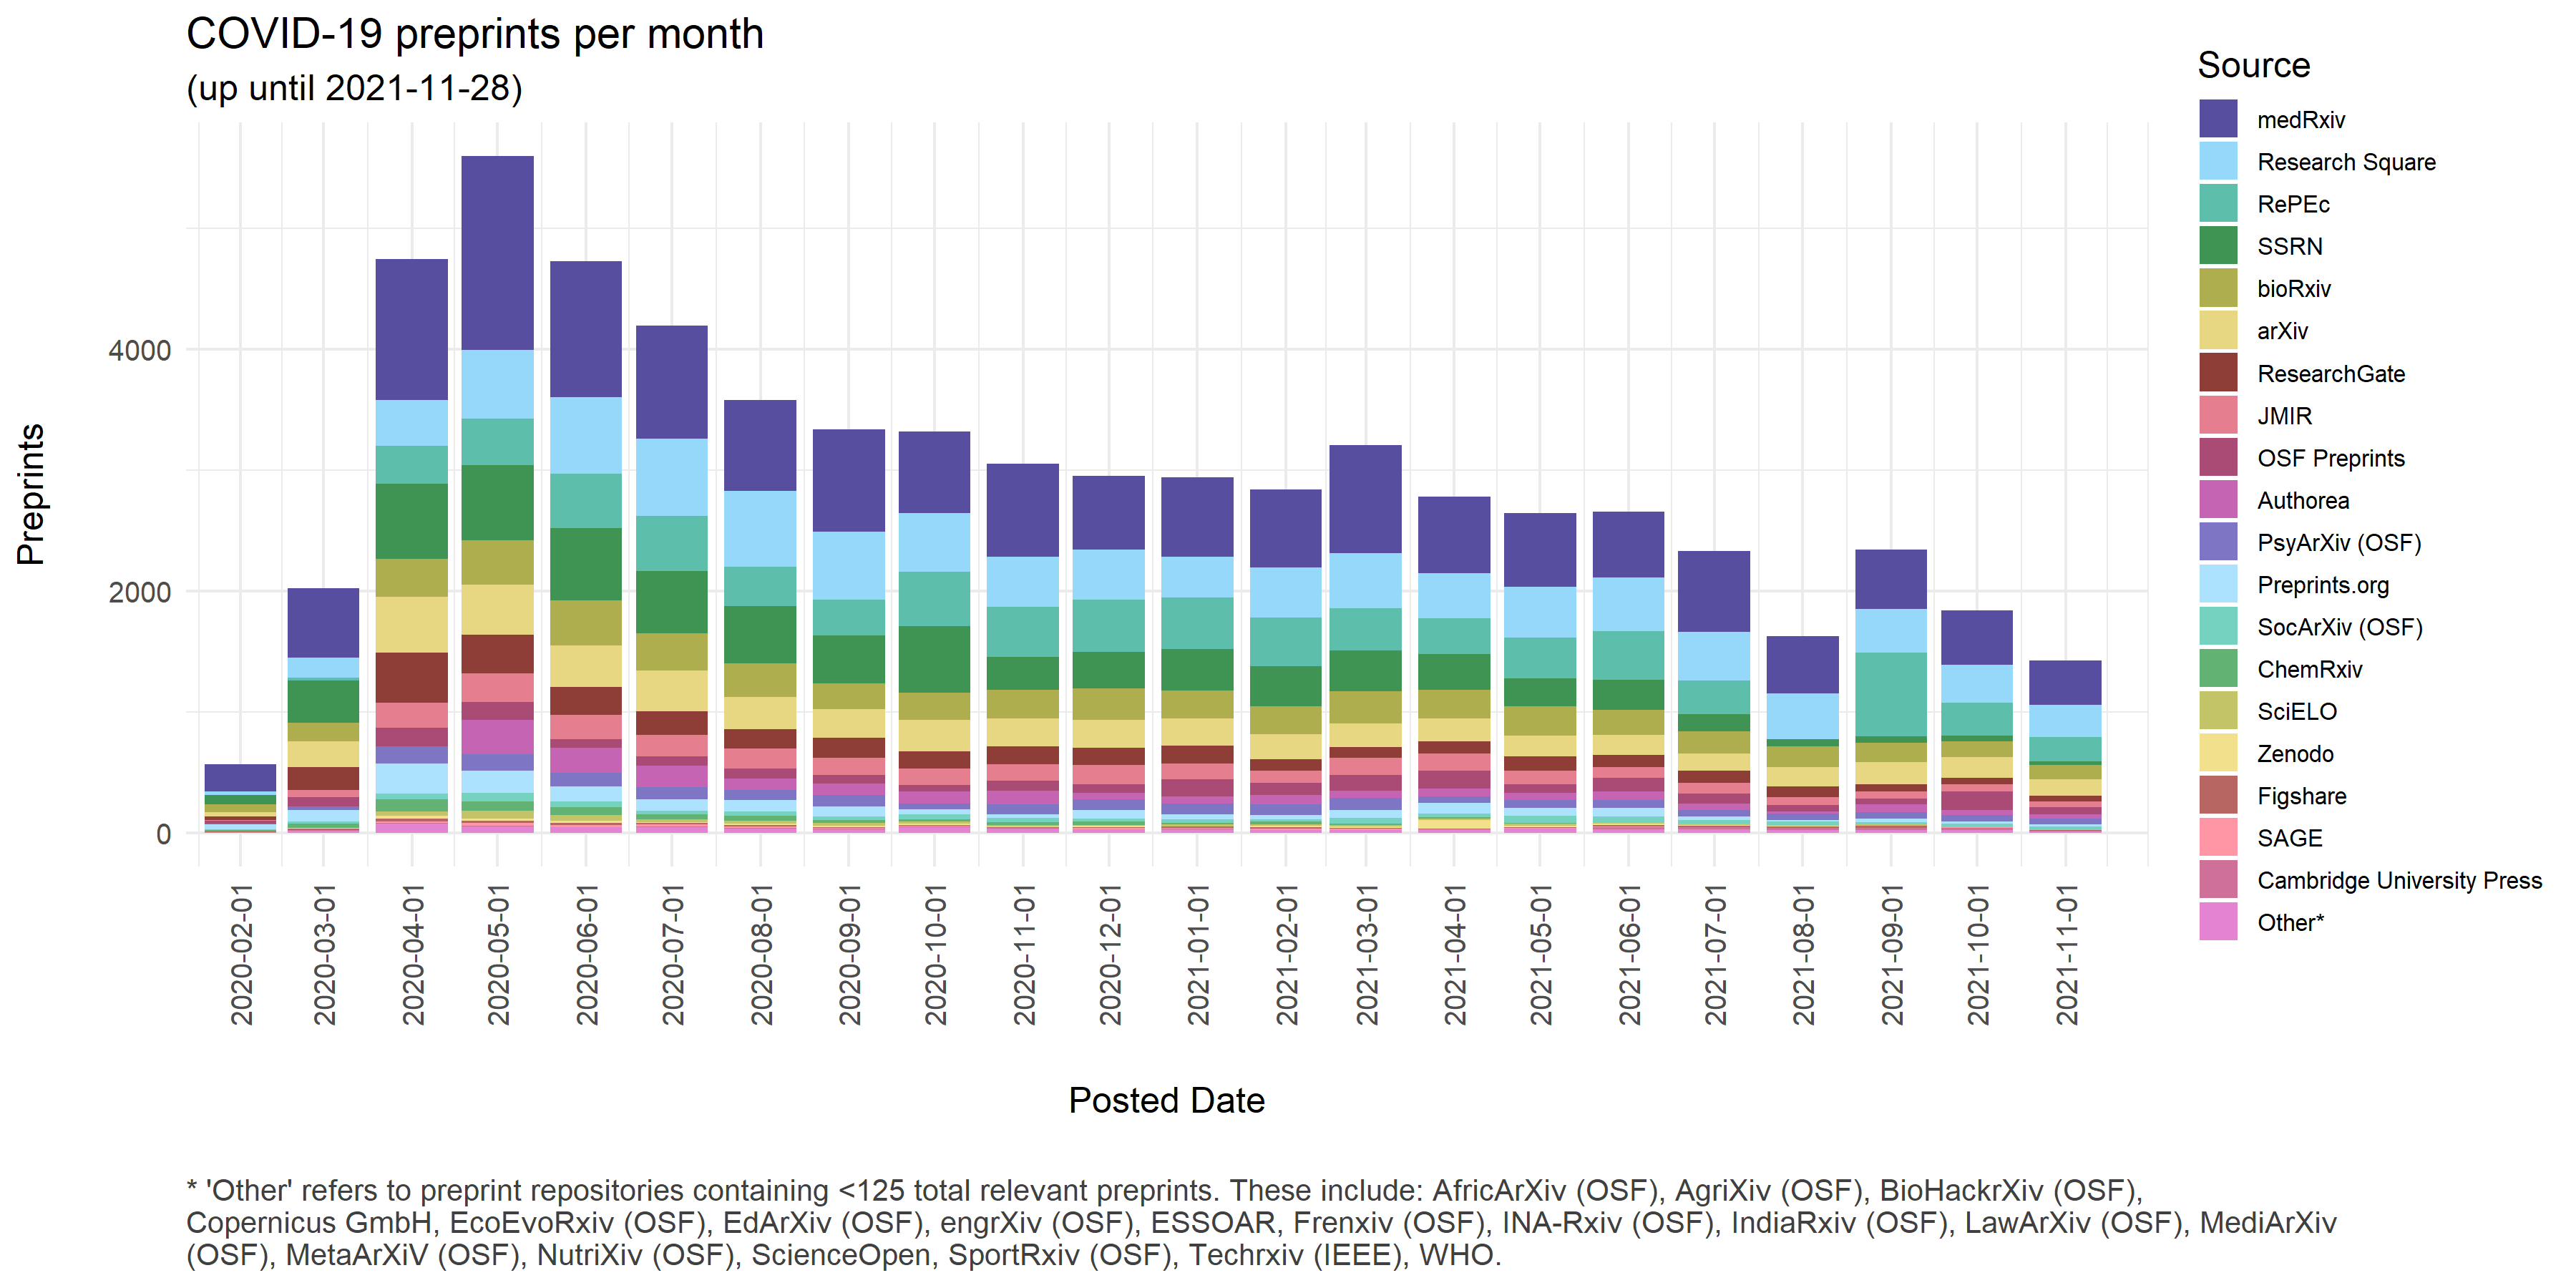 COVID-19 preprints per month
(up until 2021-11-28)
Source
medRxiv
Research Square
RePEc
SSRN
bioRxiv
arXiv
ResearchGate
JMIR
OSF Preprints
Authorea
PsyArXiv (OSF)
Preprints.org
SocArXiv (OSF)
ChemRxiv
SciELO
Zenodo
Figshare
SAGE
Cambridge University Press
Other*
Preprints
4000
2000
0
2020-02-01
2020-03-01
2020-04-01
2020-05-01
2020-06-01
2020-07-01
2020-08-01
2020-09-01
2020-10-01
2020-11-01
2020-12-01
2021-01-01
2021-02-01
2021-03-01
2021-04-01
2021-05-01
2021-06-01
2021-07-01
2021-08-01
2021-09-01
2021-10-01
2021-11-01
Posted Date
* 'Other' refers to preprint repositories containing <125 total relevant preprints. These include: AfricArXiv (OSF), AgriXiv (OSF), BioHackrXiv (OSF),
Copernicus GmbH, EcoEvoRxiv (OSF), EdArXiv (OSF), engrXiv (OSF), ESSOAR, Frenxiv (OSF), INA-Rxiv (OSF), IndiaRxiv (OSF), LawArXiv (OSF), MediArXiv
(OSF), MetaArXiV (OSF), NutriXiv (OSF), ScienceOpen, SportRxiv (OSF), Techrxiv (IEEE), WHO.